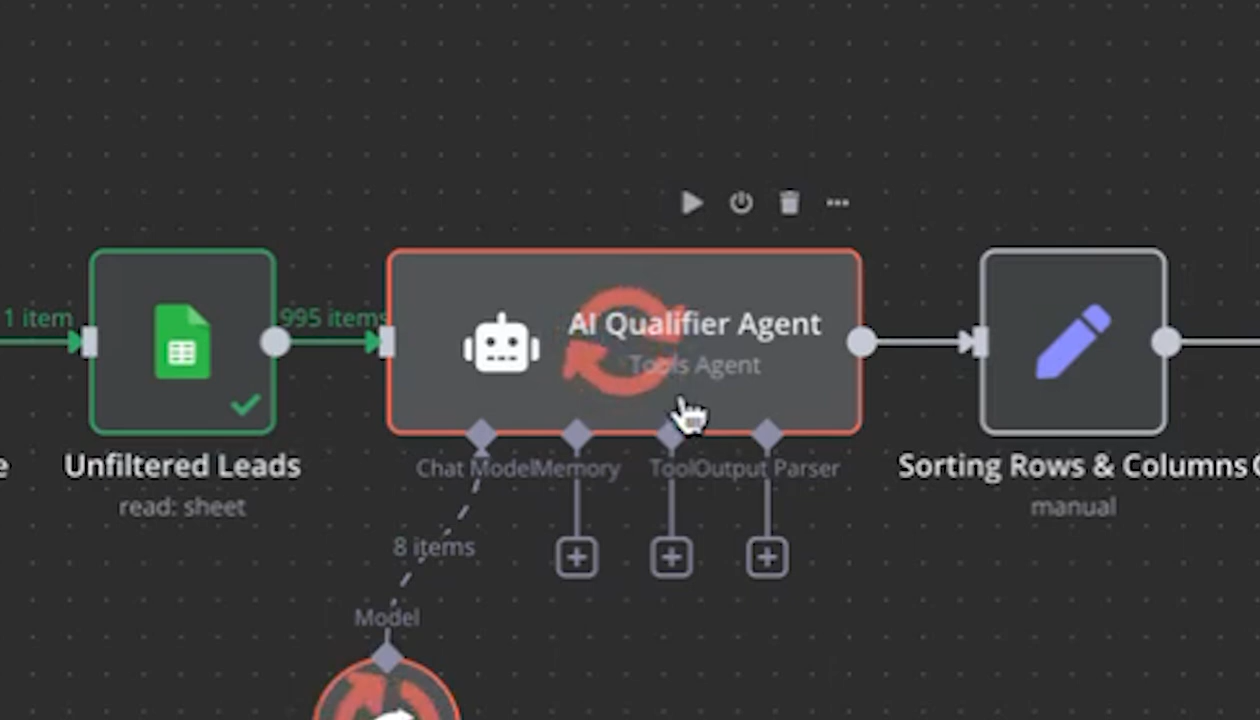 1 item
995 items
AI Qualifier Agent
Tools Agent
Unfiltered Leads
read: sheet
Chat Model
Memory
Tool
Output Parser
Sorting Rows & Columns
manual
8 items
Model